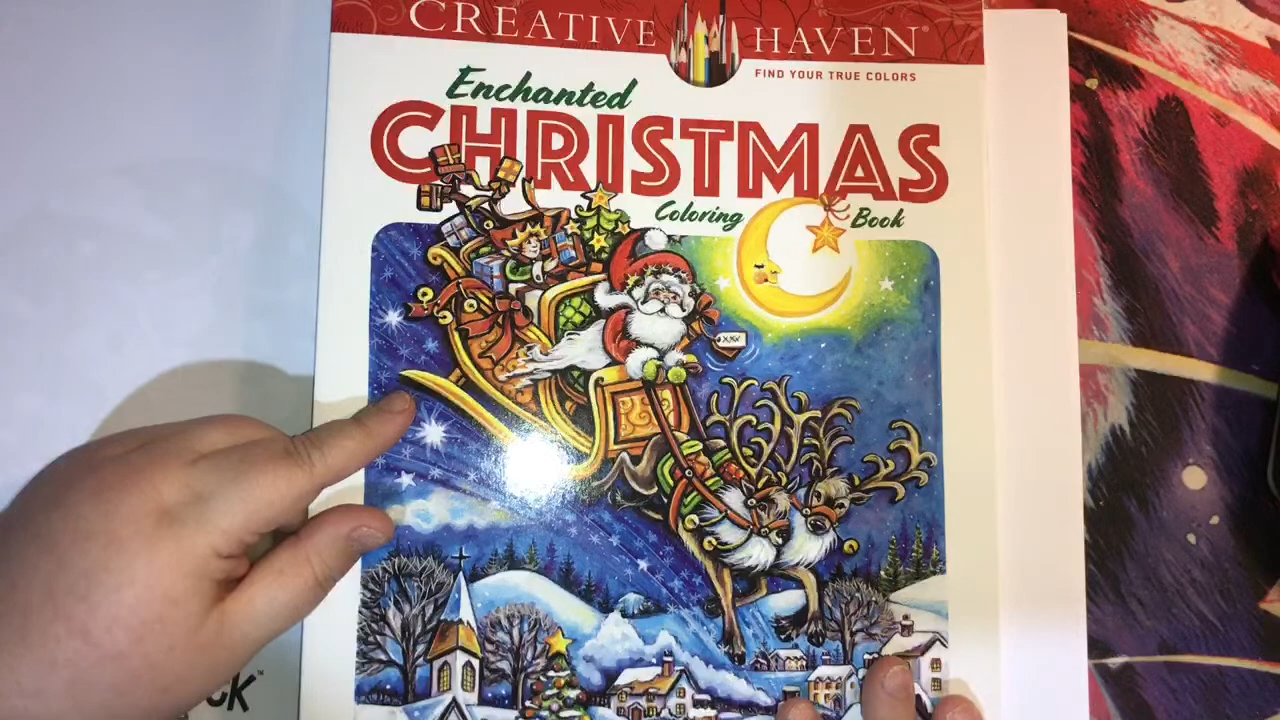 CREATIVE HAVEN®
FIND YOUR TRUE COLORS
Enchanted
CHRISTMAS
Coloring Book